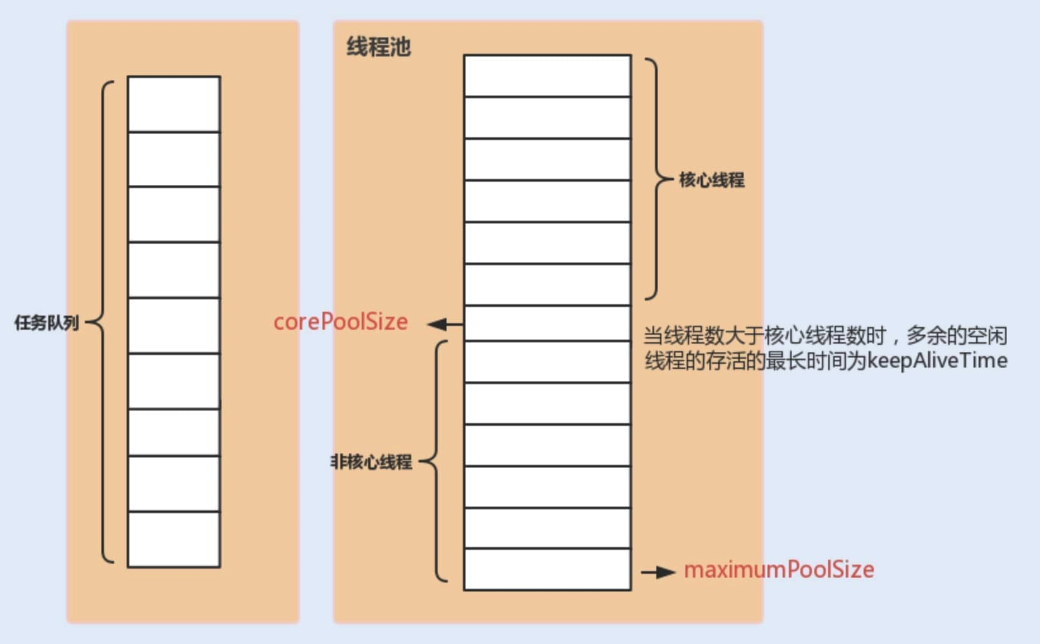 线程池
核心线程
任务队列
corePoolSize
当线程数大于核心线程数时，多余的空闲
线程的存活的最长时间为keepAliveTime
非核心线程
maximumPoolSize